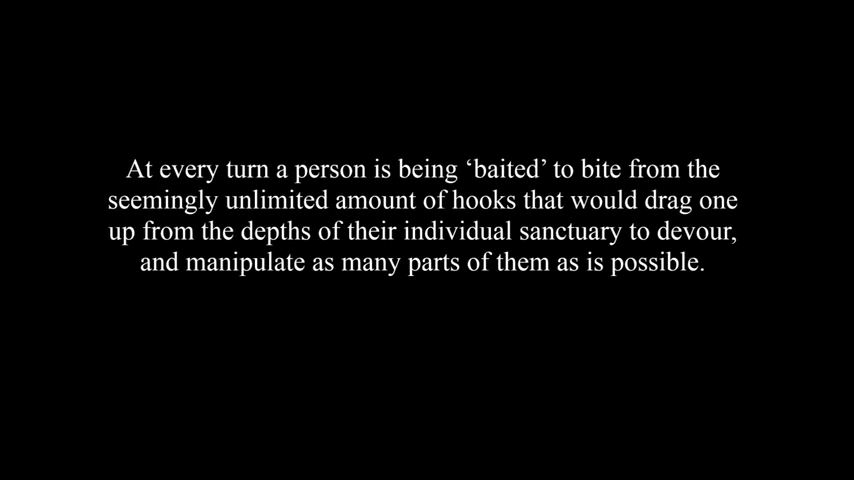 At every turn a person is being ‘baited’ to bite from the
seemingly unlimited amount of hooks that would drag one
up from the depths of their individual sanctuary to devour,
and manipulate as many parts of them as is possible.